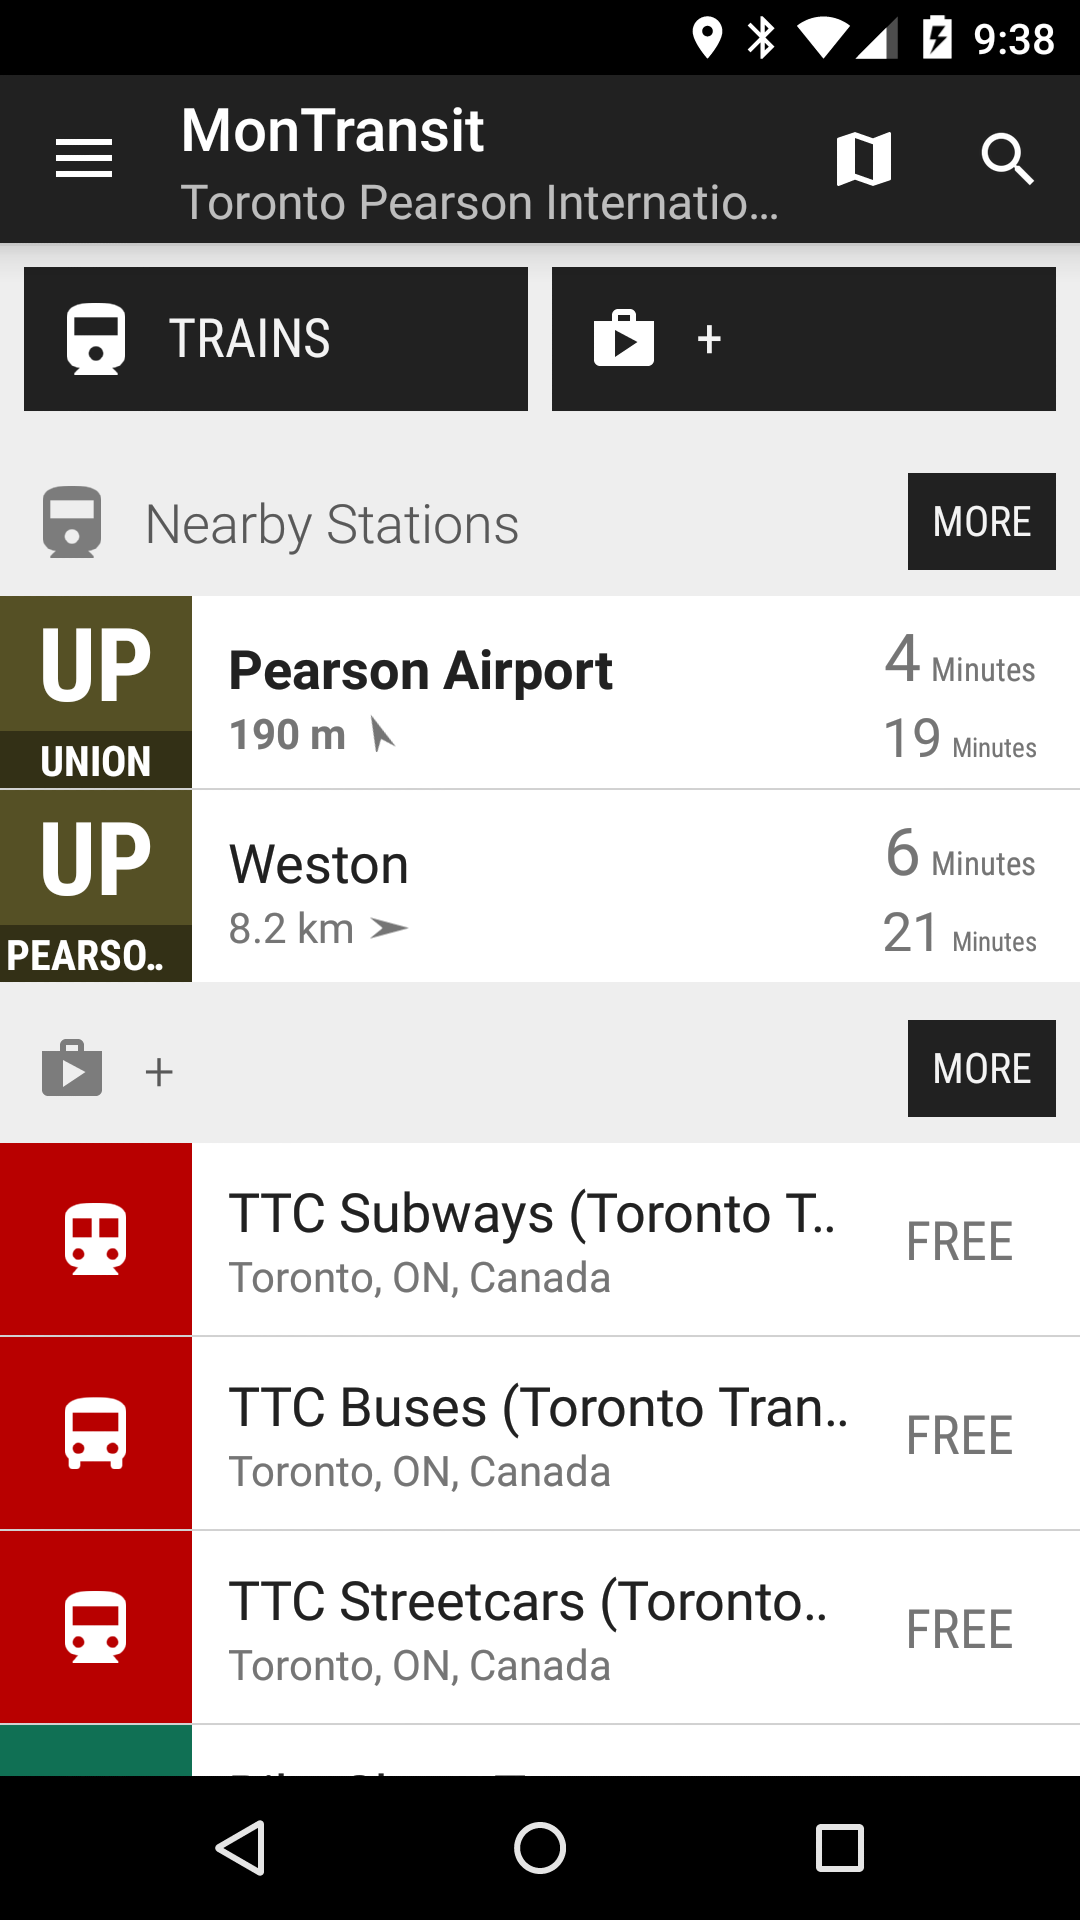 9:38
MonTransit
Toronto Pearson Internatio...
TRAINS
+
Nearby Stations
MORE
UP
UNION
Pearson Airport
190 m
4 Minutes
19 Minutes
UP
PEARSO..
Weston
8.2 km
6 Minutes
21 Minutes
+
MORE
TTC Subways (Toronto T..
Toronto, ON, Canada
FREE
TTC Buses (Toronto Tran..
Toronto, ON, Canada
FREE
TTC Streetcars (Toronto..
Toronto, ON, Canada
FREE